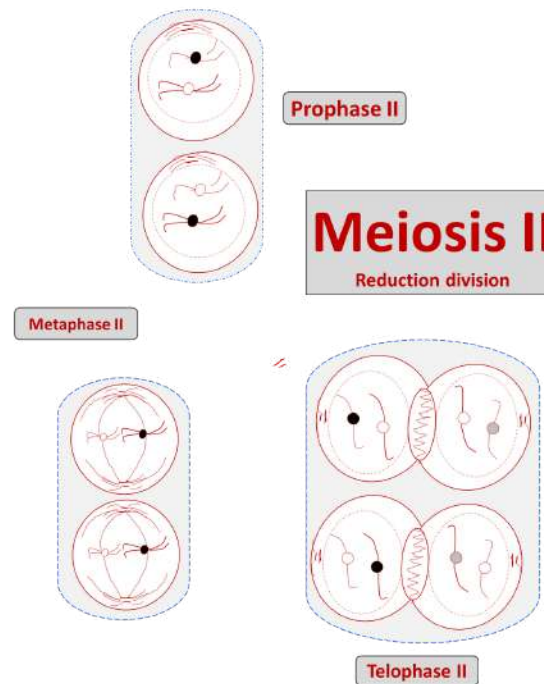 Prophase II
Meiosis II
Reduction division
Metaphase II
Telophase II